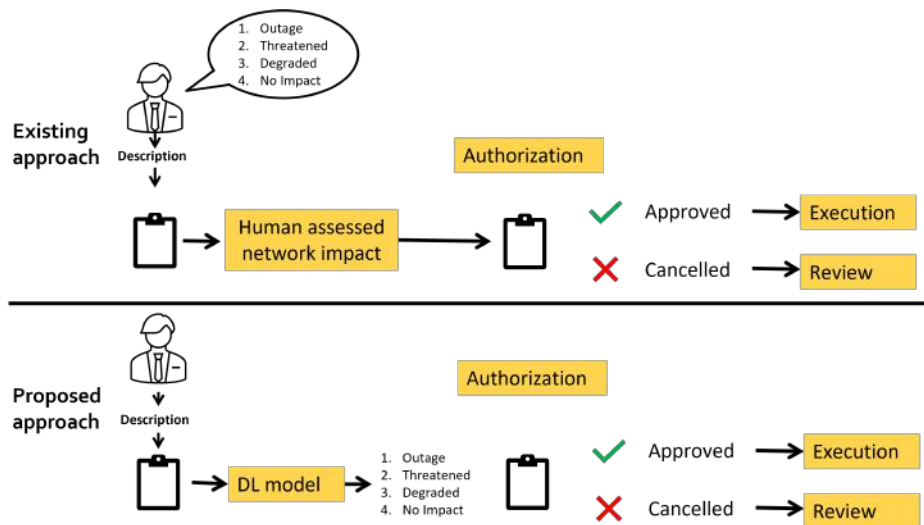 1. Outage
2. Threatened
3. Degraded
4. No Impact
Existing
approach
Description
Authorization
Human assessed
network impact
Approved
Execution
Cancelled
Review
Proposed
approach
Description
Authorization
DL model
1. Outage
2. Threatened
3. Degraded
4. No Impact
Approved
Execution
Cancelled
Review